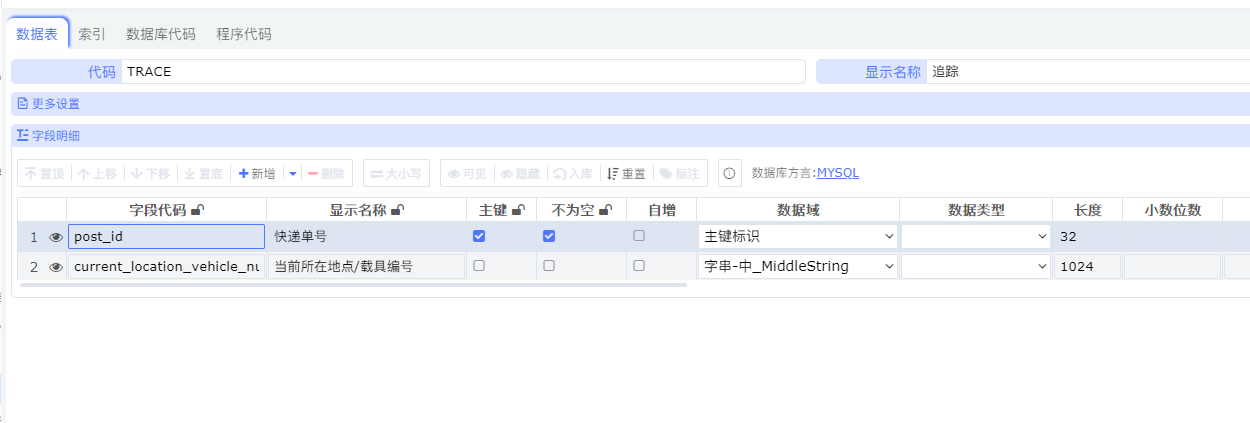 数据表 索引 数据库代码 程序代码
代码 TRACE 显示名称 追踪
更多设置
字段明细
置顶 上移 下移 置底 新增 删除 大小写 可见 隐藏 入库 重置 标注 数据库方言:MYSQL
字段代码 显示名称 主键 不为空 自增 数据域 数据类型 长度 小数位数
1 post_id 快递单号 主键标识 32
2 current_location_vehicle_nu 当前所在地点/载具编号 字串-中_MiddleString 1024